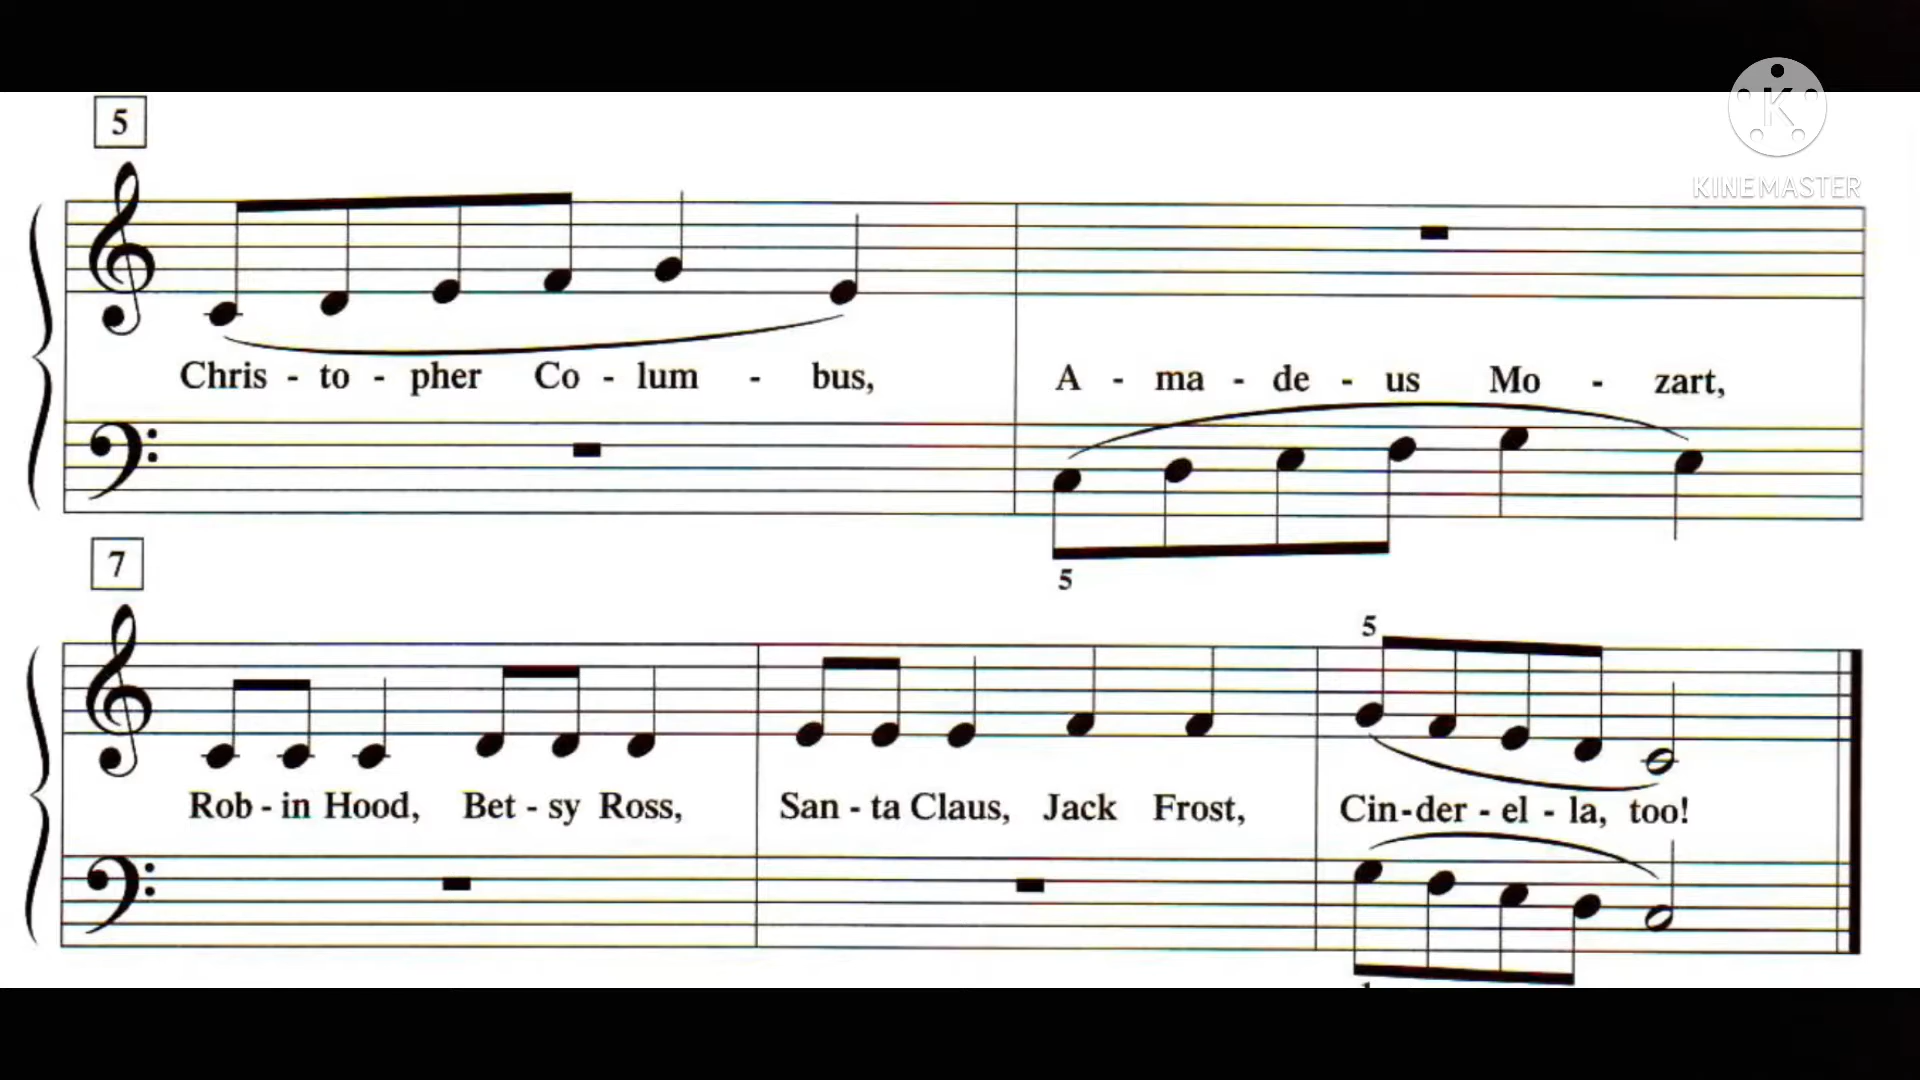 5
K
KINEMASTER
Chris - to - pher Co - lum - bus, A - ma - de - us Mo - zart,
5
7
5
Rob - in Hood, Bet - sy Ross, San - ta Claus, Jack Frost, Cin-der - el - la, too!